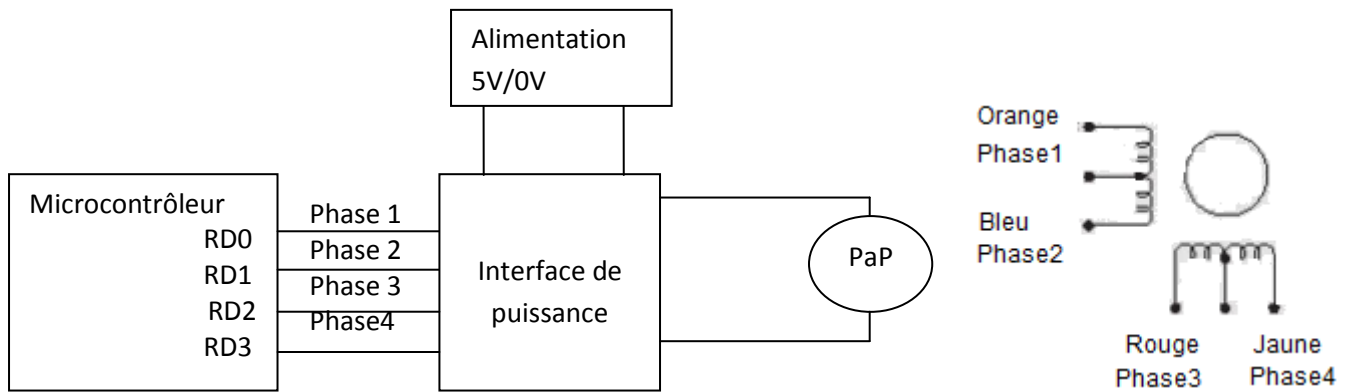 Alimentation
5V/0V
Microcontrôleur
RD0
RD1
RD2
RD3
Phase 1
Phase 2
Phase 3
Phase4
Interface de
puissance
PaP
Orange
Phase1
Bleu
Phase2
Rouge
Phase3
Jaune
Phase4